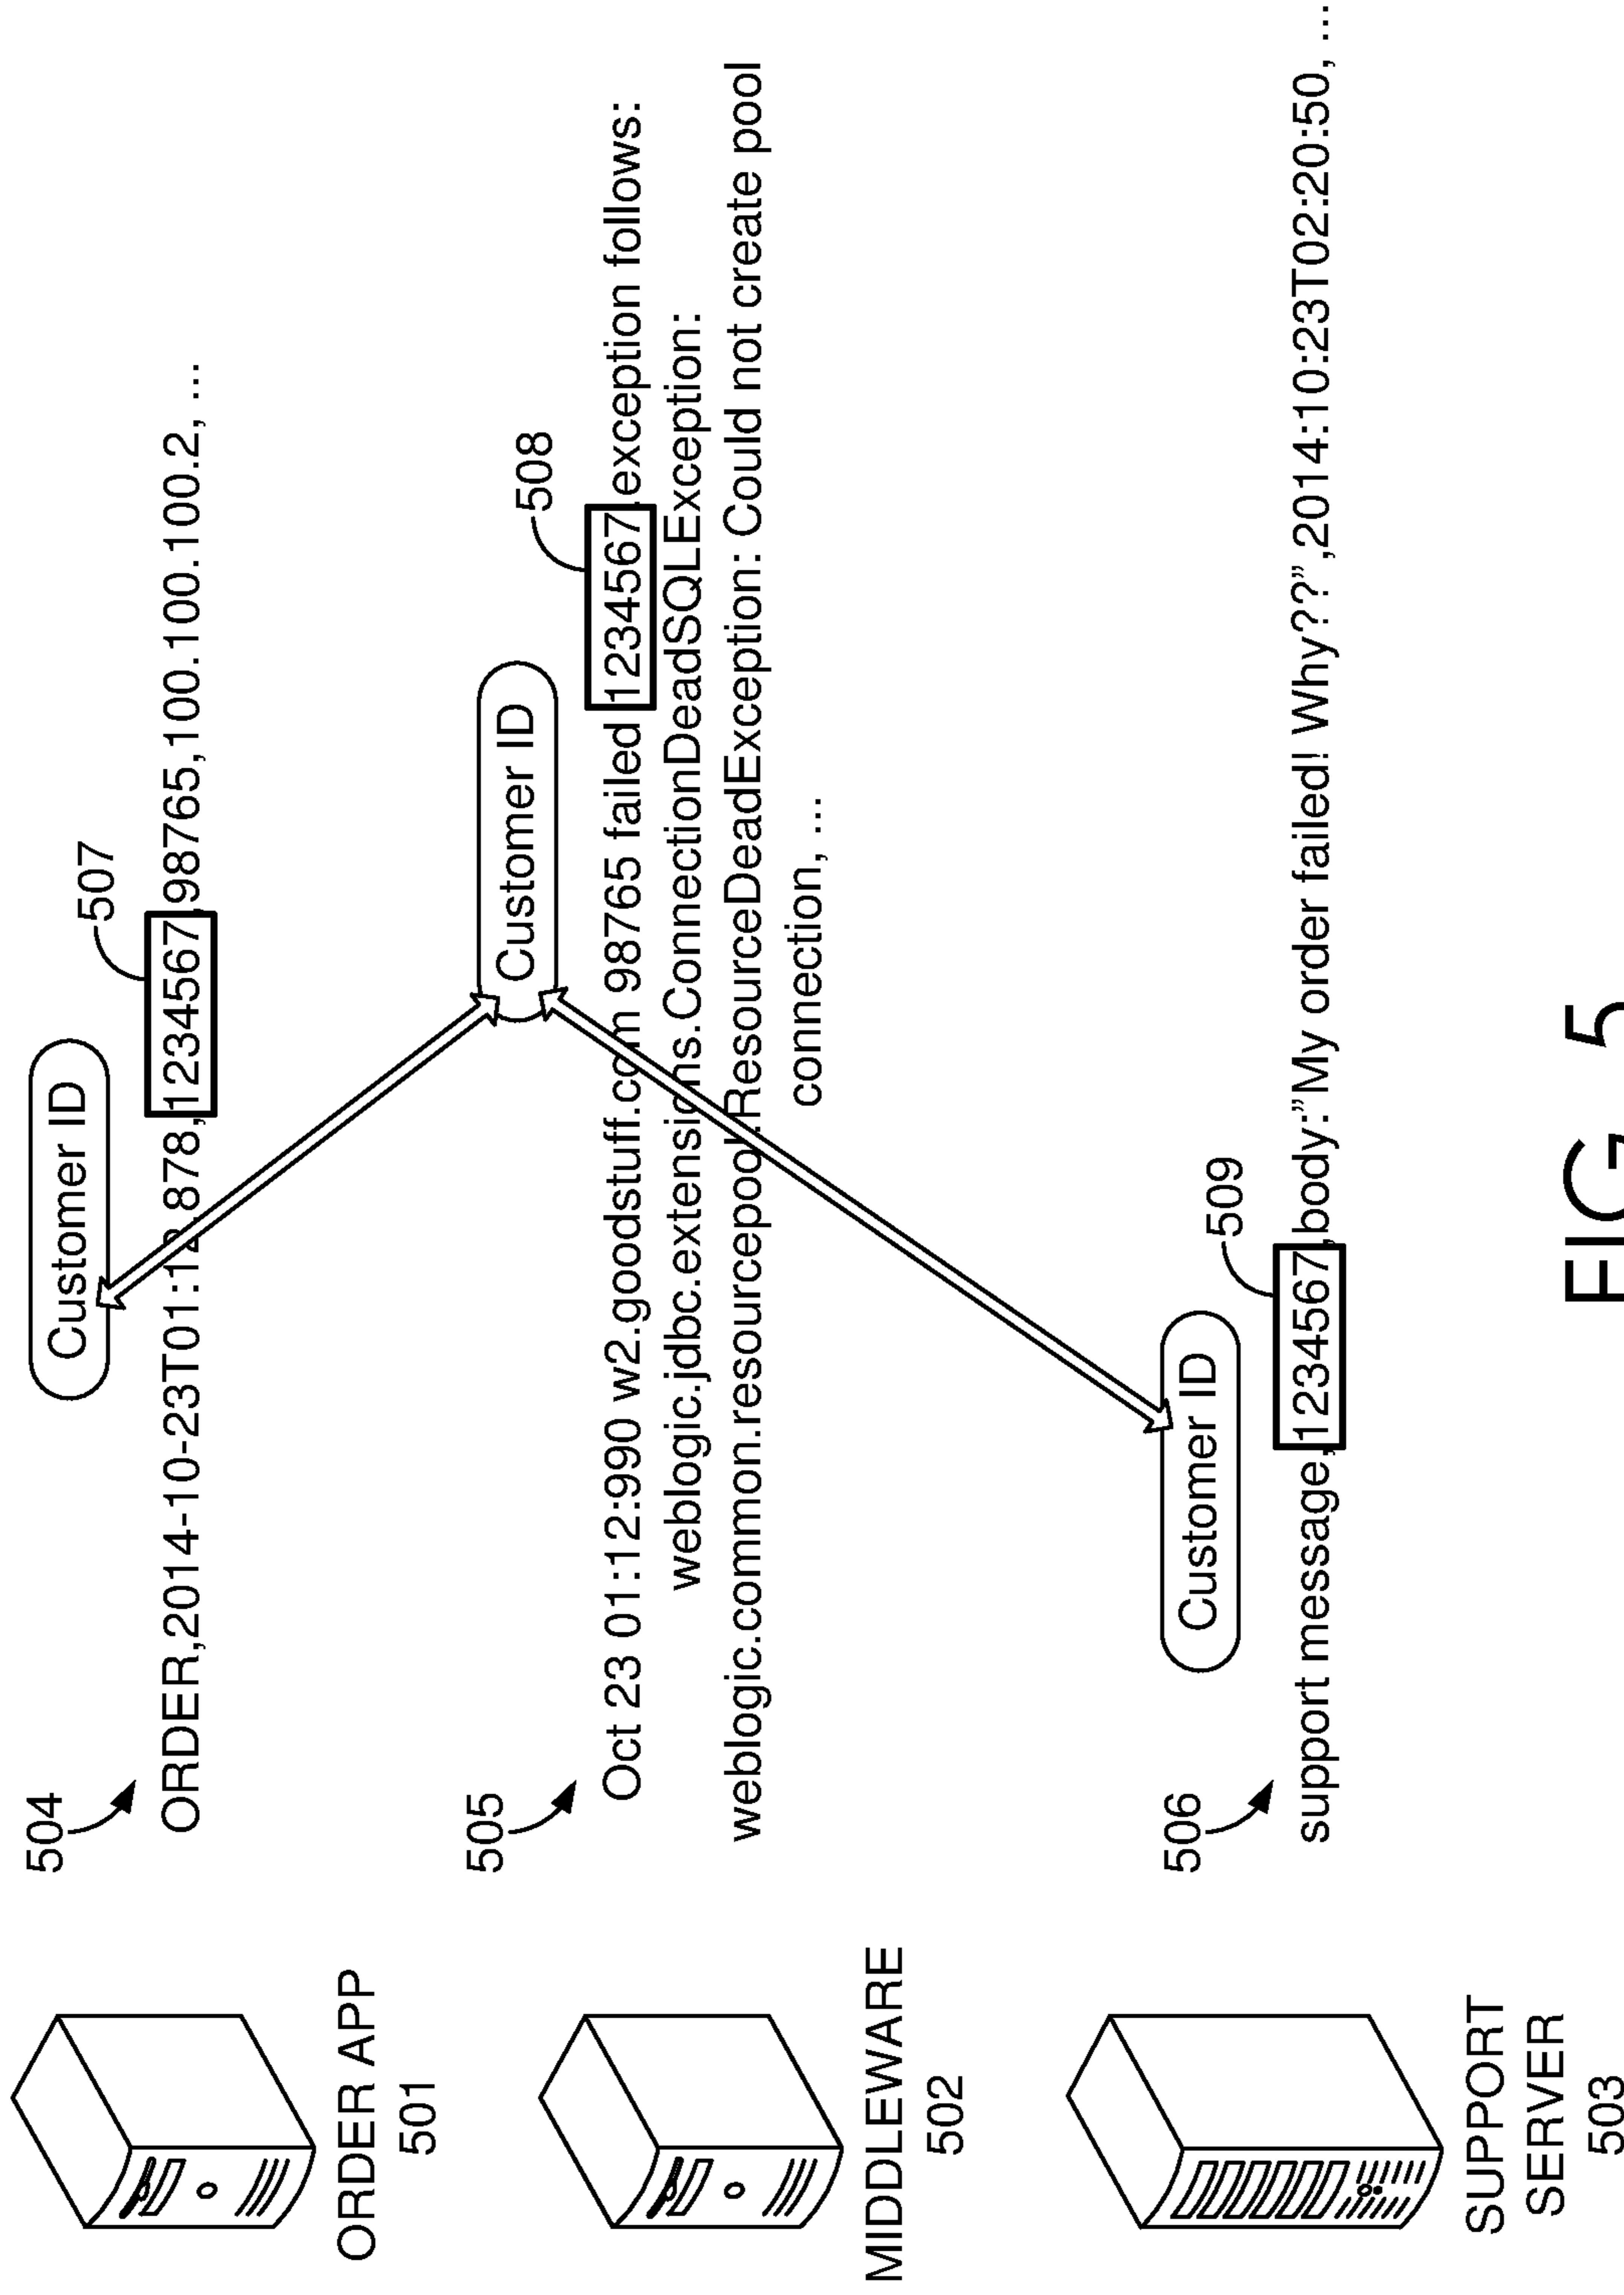 504
Customer ID
507
ORDER,2014-10-23T01:12.878,1234567,98765,100.100.100.2, ...
ORDER APP
501
505
Customer ID
508
Oct 23 01:12:990 w2.goodstuff.com 98765 failed 1234567.exception follows:
weblogic.jdbc.extensions.ConnectionDeadSQLException:
weblogic.common.resourcepool.ResourceDeadException: Could not create pool
connection, ...
MIDDLEWARE
502
506
Customer ID
509
support message,1234567,body:”My order failed! Why??”,2014:10:23T02:20:50, ...
SUPPORT
SERVER
503
FIG. 5